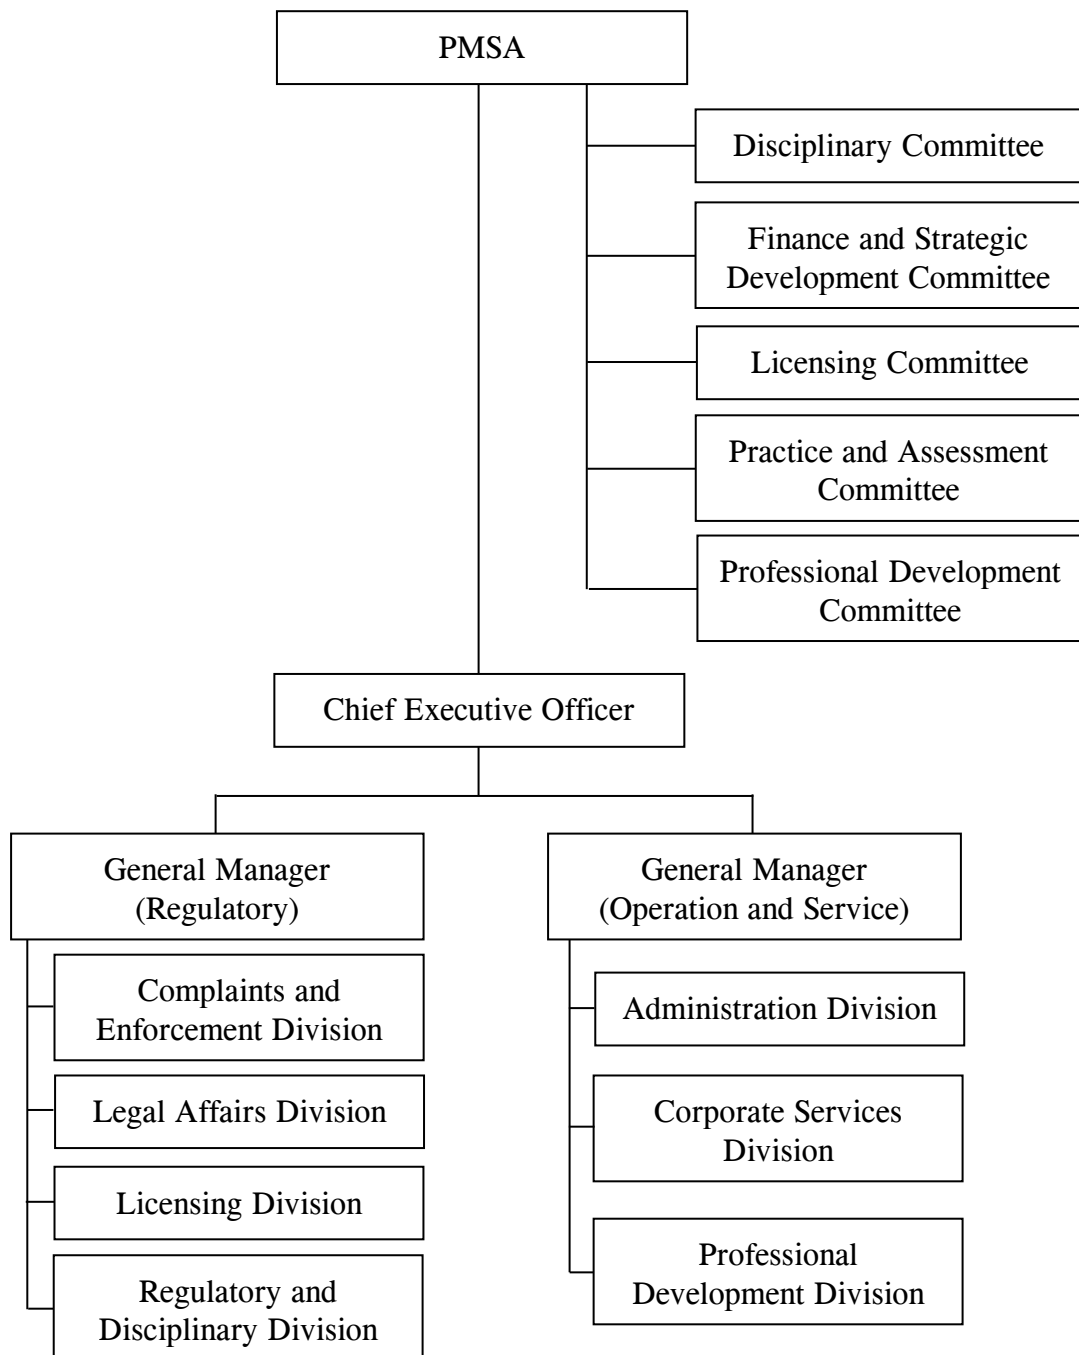 PMSA
Disciplinary Committee
Finance and Strategic
Development Committee
Licensing Committee
Practice and Assessment
Committee
Professional Development
Committee
Chief Executive Officer
General Manager
(Regulatory)
Complaints and
Enforcement Division
Legal Affairs Division
Licensing Division
Regulatory and
Disciplinary Division
General Manager
(Operation and Service)
Administration Division
Corporate Services
Division
Professional
Development Division